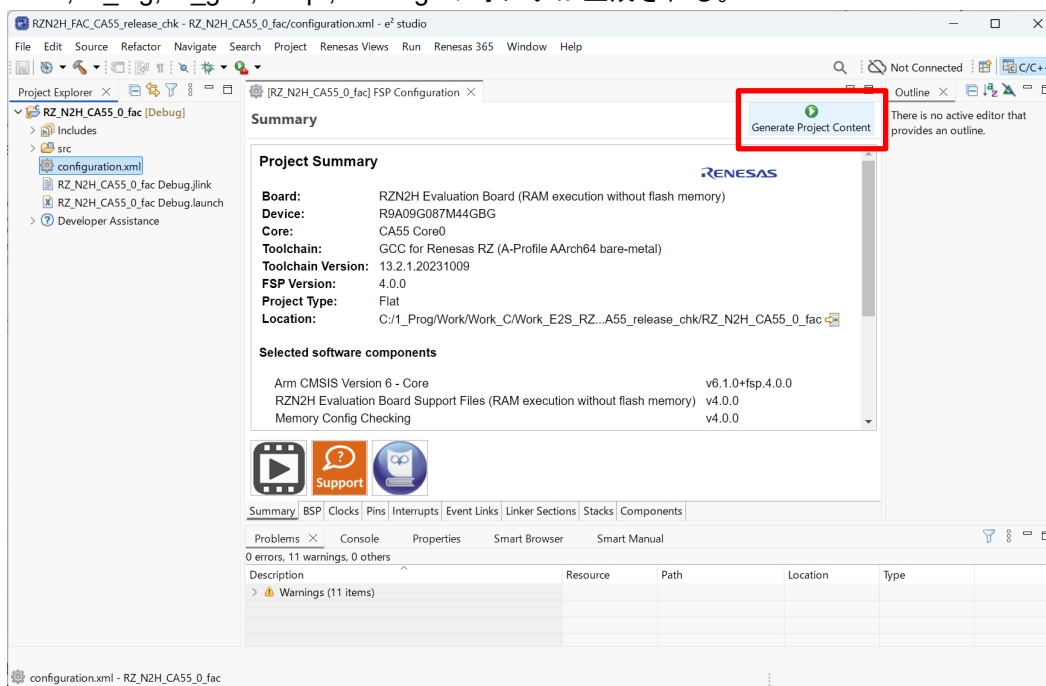 RZN2H_FAC_CA55_release_chk - RZ_N2H_CA55_0_fac/configuration.xml - e² studio
File Edit Source Refactor Navigate Search Project Renesas Views Run Renesas 365 Window Help
Not Connected C/C+
Project Explorer
[RZ_N2H_CA55_0_fac] FSP Configuration
Outline
RZ_N2H_CA55_0_fac [Debug]
Includes
src
configuration.xml
RZ_N2H_CA55_0_fac Debug.jlink
RZ_N2H_CA55_0_fac Debug.launch
Developer Assistance
Summary
Generate Project Content
There is no active editor that
provides an outline.
Project Summary
RENESAS
Board: RZN2H Evaluation Board (RAM execution without flash memory)
Device: R9A09G087M44GBG
Core: CA55 Core0
Toolchain: GCC for Renesas RZ (A-Profile AArch64 bare-metal)
Toolchain Version: 13.2.1.20231009
FSP Version: 4.0.0
Project Type: Flat
Location: C:/1_Prog/Work/Work_C/Work_E2S_RZ...A55_release_chk/RZ_N2H_CA55_0_fac
Selected software components
Arm CMSIS Version 6 - Core v6.1.0+fsp.4.0.0
RZN2H Evaluation Board Support Files (RAM execution without flash memory) v4.0.0
Memory Config Checking v4.0.0
Support
Summary BSP Clocks Pins Interrupts Event Links Linker Sections Stacks Components
Problems Console Properties Smart Browser Smart Manual
0 errors, 11 warnings, 0 others
Description Resource Path Location Type
Warnings (11 items)
configuration.xml - RZ_N2H_CA55_0_fac